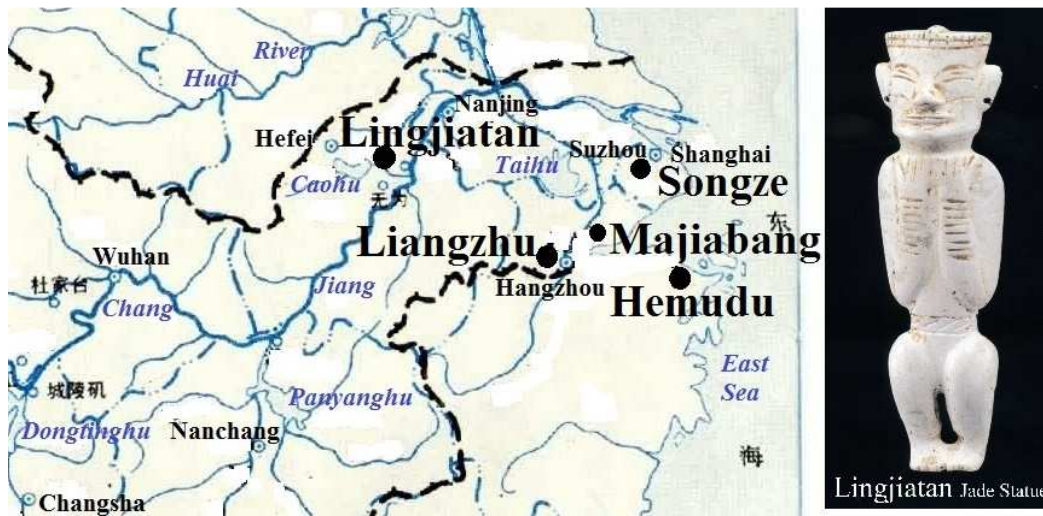 River
Huai
Nanjing
Hefei
Lingjiatan
Suzhou
Shanghai
Caohu
Taihu
Songze
无为
东
Liangzhu
Majiabang
Wuhan
Hangzhou
杜家台
Jiang
Hemudu
Chang
East
Sea
城陵矶
Panyanghu
Dongtinghu
Nanchang
海
Changsha
Lingjiatan Jade Statue